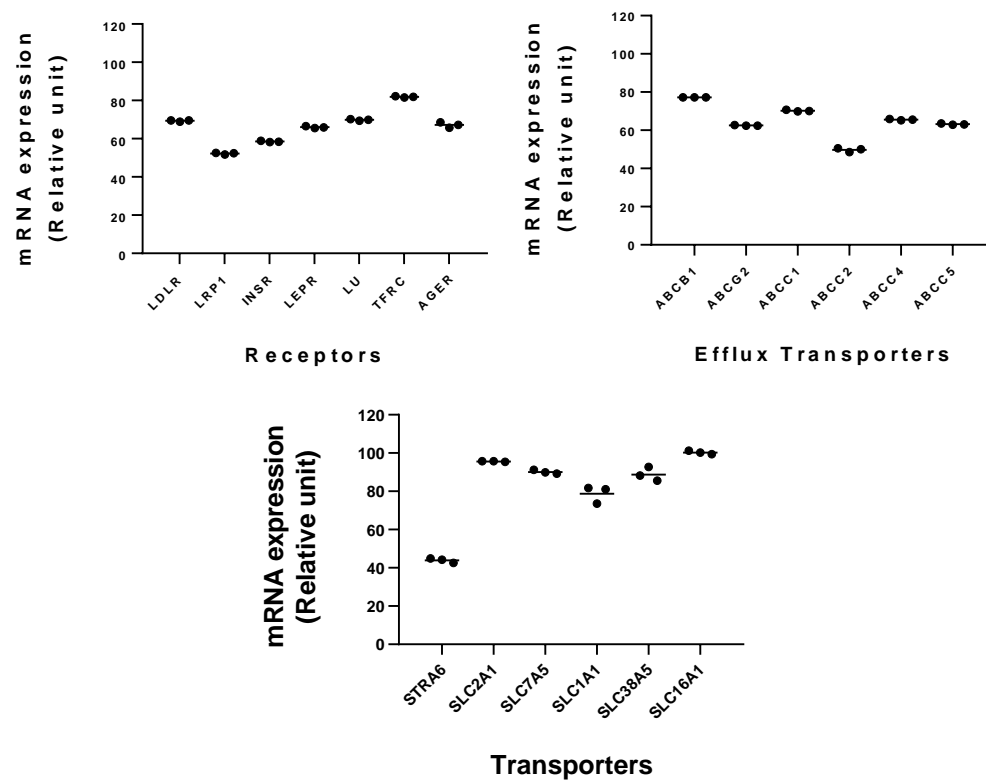 mRNA expression
(Relative unit)
120
100
80
60
40
20
0
LDLR
LRP1
INSR
LEPR
LU
TFRC
AGER
Receptors
mRNA expression
(Relative unit)
120
100
80
60
40
20
0
ABCB1
ABCG2
ABCC1
ABCC2
ABCC4
ABCC5
Efflux Transporters
mRNA expression
(Relative unit)
120
100
80
60
40
20
0
STRA6
SLC2A1
SLC7A5
SLC1A1
SLC38A5
SLC16A1
Transporters